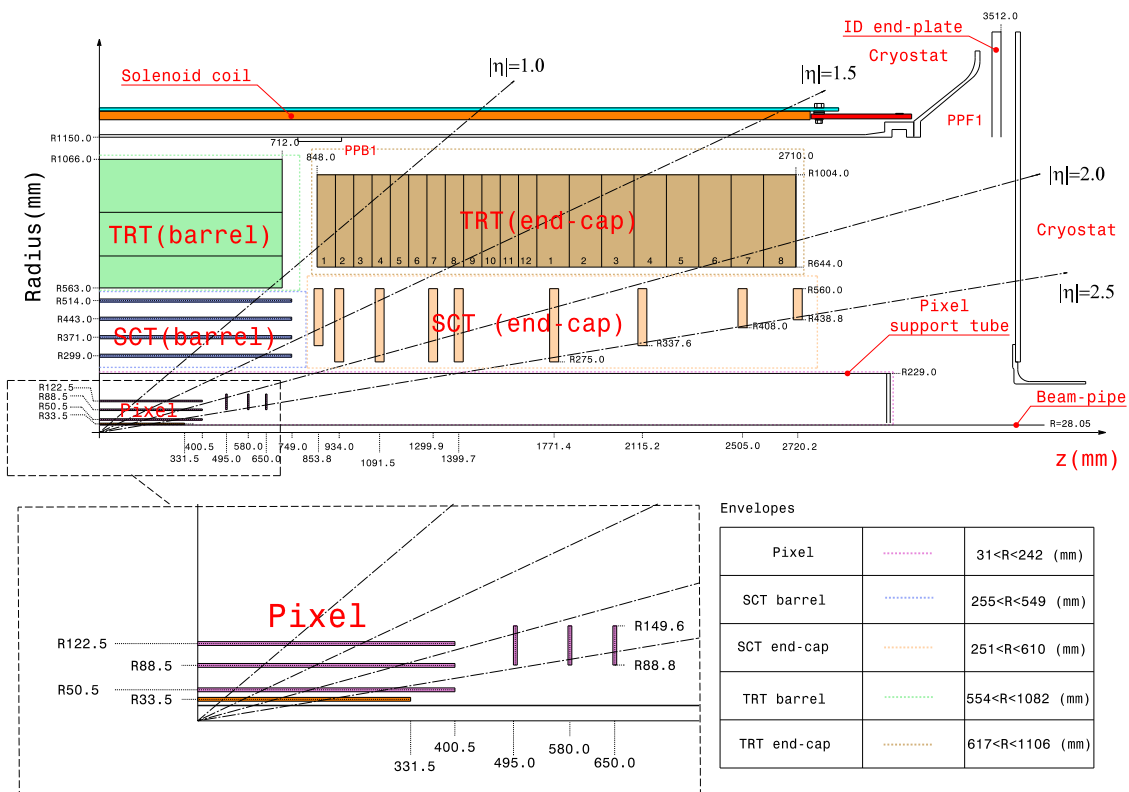 3512.0
ID end-plate
Cryostat
|η|=1.0
|η|=1.5
Solenoid coil
PPF1
R1150.0
712.0
PPB1
R1066.0
848.0
2710.0
R1004.0
|η|=2.0
Radius(mm)
TRT(barrel)
TRT(end-cap)
Cryostat
1 2 3 4 5 6 7 8 9 10 11 12 1 2 3 4 5 6 7 8
R644.0
R563.0
R560.0
|η|=2.5
R514.0
R443.0
R438.8
Pixel
support tube
SCT(barrel)
SCT (end-cap)
R408.0
R371.0
R337.6
R299.0
R275.0
R229.0
R122.5
R88.5
R50.5
R33.5
Pixel
Beam-pipe
R=28.05
400.5
580.0
749.0
934.0
1299.9
1771.4
2115.2
2505.0
2720.2
331.5
495.0
650.0
853.8
1091.5
1399.7
z(mm)
Pixel
R122.5
R88.5
R50.5
R33.5
R149.6
R88.8
400.5
580.0
331.5
495.0
650.0
Envelopes
Pixel 31<R<242 (mm)
SCT barrel 255<R<549 (mm)
SCT end-cap 251<R<610 (mm)
TRT barrel 554<R<1082 (mm)
TRT end-cap 617<R<1106 (mm)